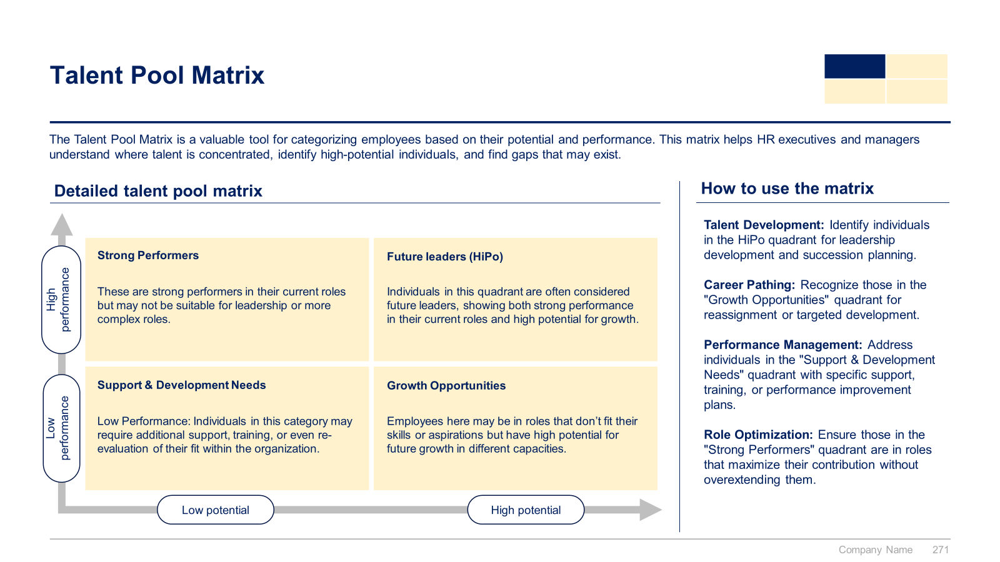 Talent Pool Matrix
The Talent Pool Matrix is a valuable tool for categorizing employees based on their potential and performance. This matrix helps HR executives and managers
understand where talent is concentrated, identify high-potential individuals, and find gaps that may exist.
Detailed talent pool matrix
High
performance
Low
performance
Strong Performers
These are strong performers in their current roles
but may not be suitable for leadership or more
complex roles.
Future leaders (HiPo)
Individuals in this quadrant are often considered
future leaders, showing both strong performance
in their current roles and high potential for growth.
Support & Development Needs
Low Performance: Individuals in this category may
require additional support, training, or even re-
evaluation of their fit within the organization.
Growth Opportunities
Employees here may be in roles that don’t fit their
skills or aspirations but have high potential for
future growth in different capacities.
Low potential
High potential
How to use the matrix
Talent Development: Identify individuals
in the HiPo quadrant for leadership
development and succession planning.
Career Pathing: Recognize those in the
"Growth Opportunities" quadrant for
reassignment or targeted development.
Performance Management: Address
individuals in the "Support & Development
Needs" quadrant with specific support,
training, or performance improvement
plans.
Role Optimization: Ensure those in the
"Strong Performers" quadrant are in roles
that maximize their contribution without
overextending them.
Company Name 271